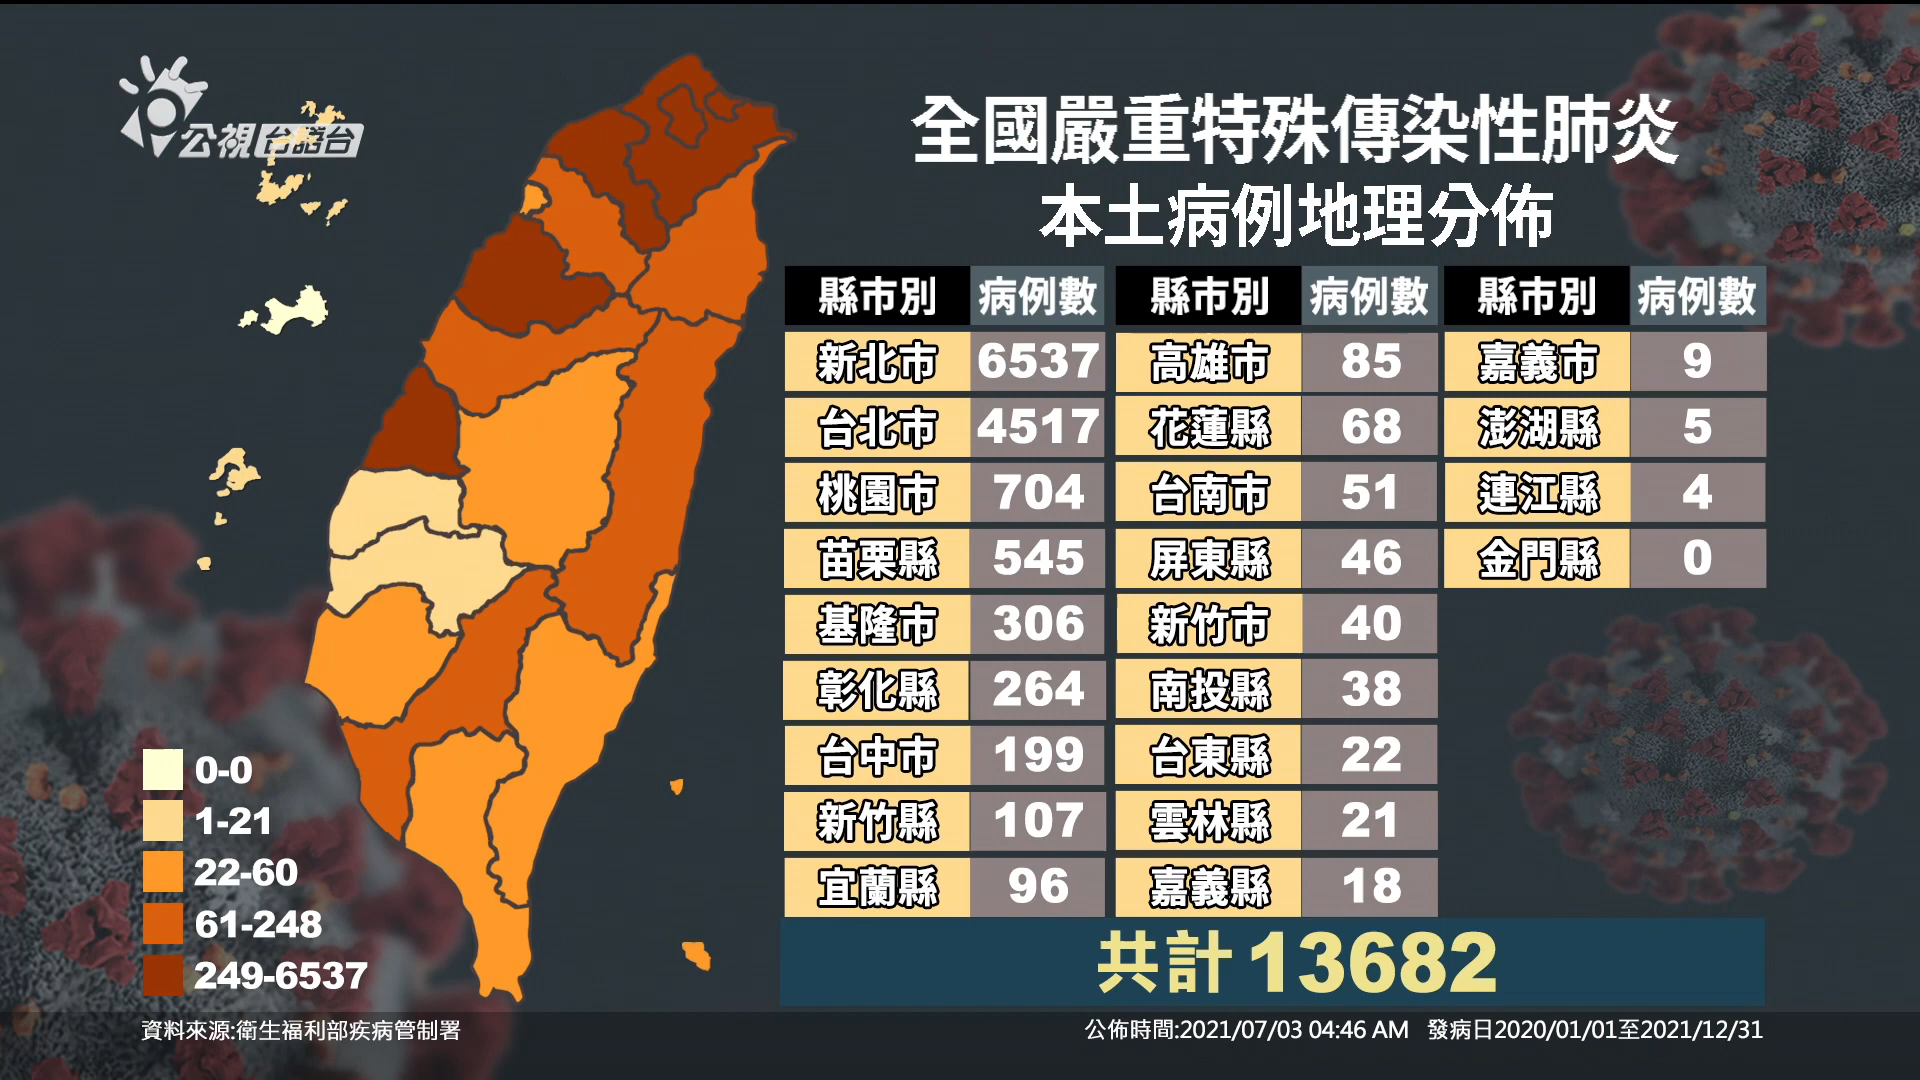 公視台語台
全國嚴重特殊傳染性肺炎
本土病例地理分佈
縣市別 病例數 縣市別 病例數 縣市別 病例數
新北市 6537 高雄市 85 嘉義市 9
台北市 4517 花蓮縣 68 澎湖縣 5
桃園市 704 台南市 51 連江縣 4
苗栗縣 545 屏東縣 46 金門縣 0
基隆市 306 新竹市 40
彰化縣 264 南投縣 38
台中市 199 台東縣 22
新竹縣 107 雲林縣 21
宜蘭縣 96 嘉義縣 18
共計13682
0-0
1-21
22-60
61-248
249-6537
資料來源:衛生福利部疾病管制署
公佈時間:2021/07/03 04:46 AM 發病日2020/01/01至2021/12/31